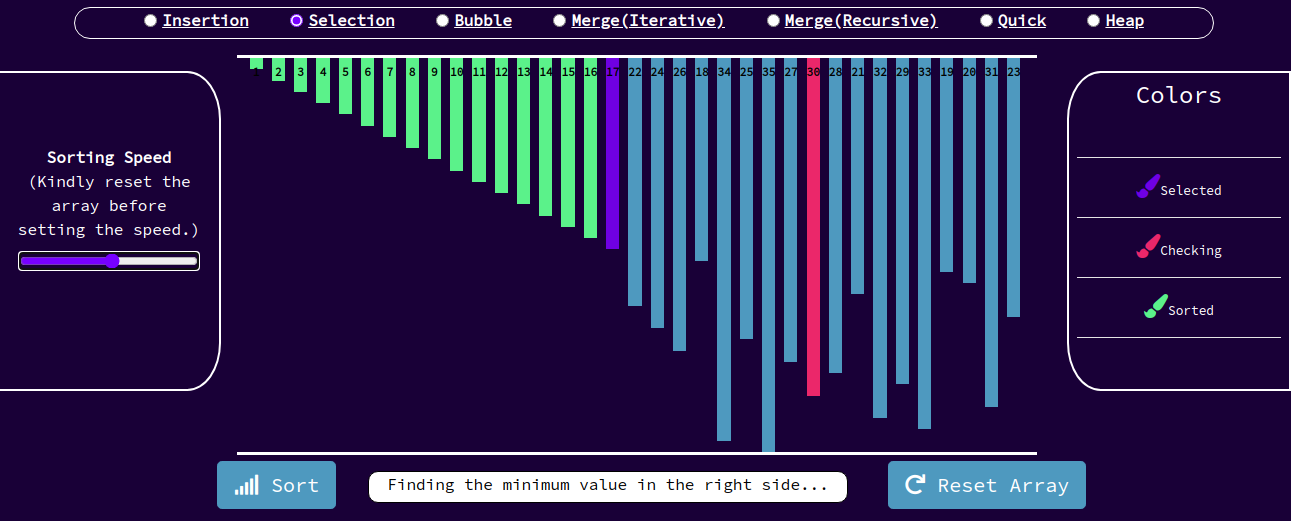 Insertion Selection Bubble Merge(Iterative) Merge(Recursive) Quick Heap
1 2 3 4 5 6 7 8 9 10 11 12 13 14 15 16 17 22 24 26 18 34 25 35 27 30 28 21 32 29 33 19 20 31 23
Sorting Speed
(Kindly reset the
array before
setting the speed.)
Colors
Selected
Checking
Sorted
Sort
Finding the minimum value in the right side...
Reset Array